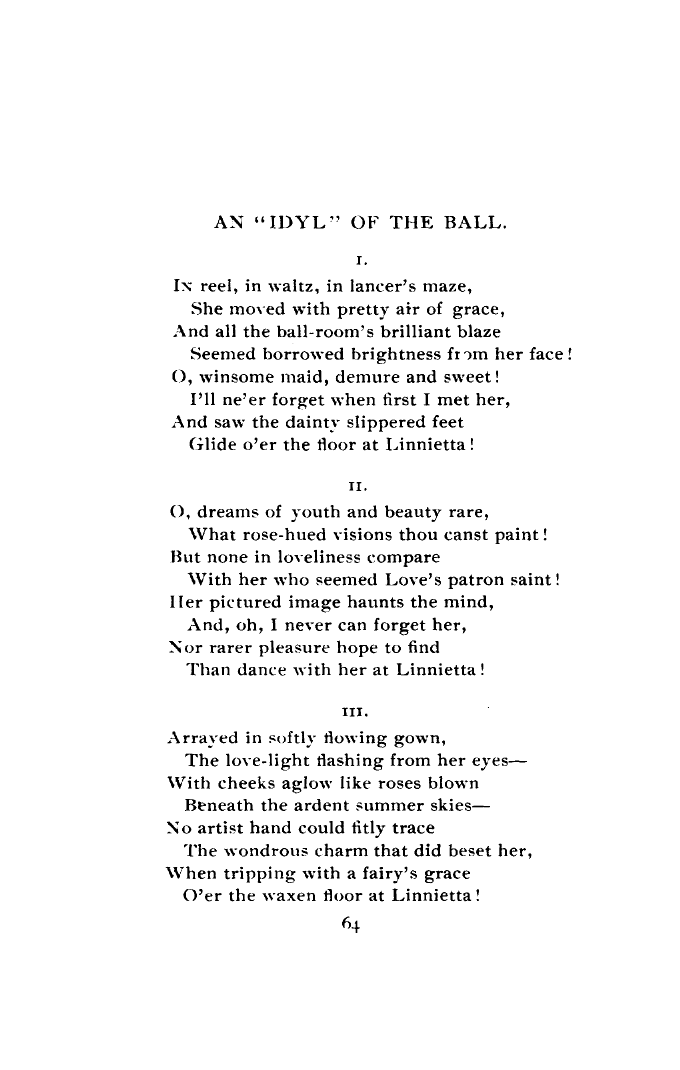 AN “IDYL” OF THE BALL.
I.
IN reel, in waltz, in lancer’s maze,
She moved with pretty air of grace,
And all the ball-room’s brilliant blaze
Seemed borrowed brightness from her face!
O, winsome maid, demure and sweet!
I’ll ne’er forget when first I met her,
And saw the dainty slippered feet
Glide o’er the floor at Linnietta!
II.
O, dreams of youth and beauty rare,
What rose-hued visions thou canst paint!
But none in loveliness compare
With her who seemed Love’s patron saint!
Her pictured image haunts the mind,
And, oh, I never can forget her,
Nor rarer pleasure hope to find
Than dance with her at Linnietta!
III.
Arrayed in softly flowing gown,
The love-light flashing from her eyes—
With cheeks aglow like roses blown
Beneath the ardent summer skies—
No artist hand could fitly trace
The wondrous charm that did beset her,
When tripping with a fairy’s grace
O’er the waxen floor at Linnietta!
64